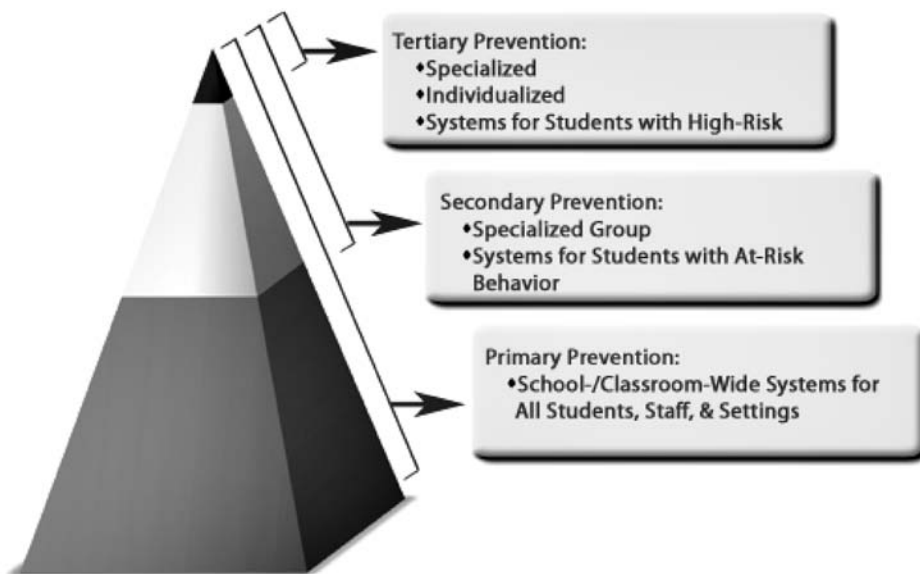 Tertiary Prevention:
♦Specialized
♦Individualized
♦Systems for Students with High-Risk
Secondary Prevention:
♦Specialized Group
♦Systems for Students with At-Risk
Behavior
Primary Prevention:
♦School-/Classroom-Wide Systems for
All Students, Staff, & Settings